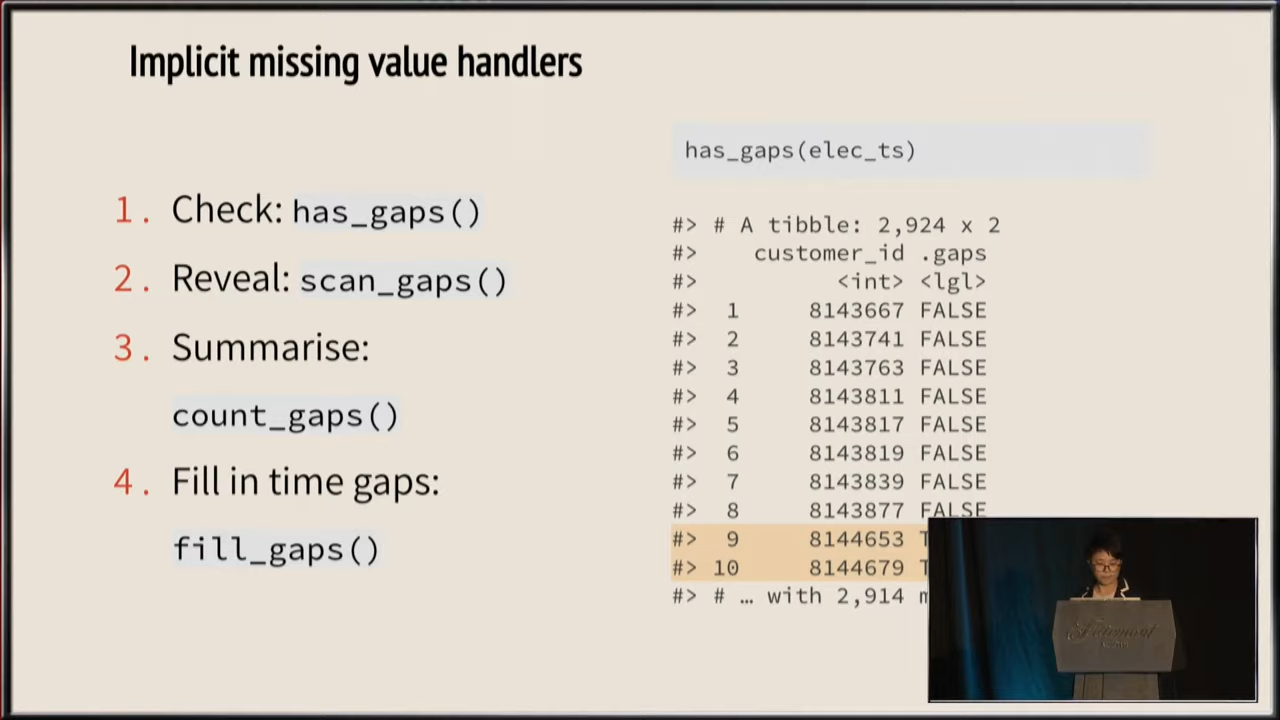 Implicit missing value handlers
1. Check: has_gaps()
2. Reveal: scan_gaps()
3. Summarise:
count_gaps()
4. Fill in time gaps:
fill_gaps()
has_gaps(elec_ts)
#> # A tibble: 2,924 x 2
#> customer_id .gaps
#> <int> <lgl>
#> 1 8143667 FALSE
#> 2 8143741 FALSE
#> 3 8143763 FALSE
#> 4 8143811 FALSE
#> 5 8143817 FALSE
#> 6 8143819 FALSE
#> 7 8143839 FALSE
#> 8 8143877 FALSE
#> 9 8144653
#> 10 8144679
#> # … with 2,914
Fairmont